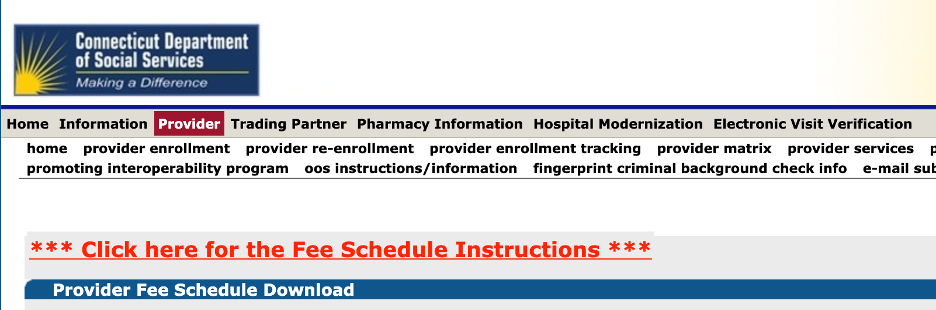 Connecticut Department
of Social Services
Making a Difference
Home Information Provider Trading Partner Pharmacy Information Hospital Modernization Electronic Visit Verification
home provider enrollment provider re-enrollment provider enrollment tracking provider matrix provider services
promoting interoperability program oos instructions/information fingerprint criminal background check info e-mail sub
*** Click here for the Fee Schedule Instructions ***
Provider Fee Schedule Download